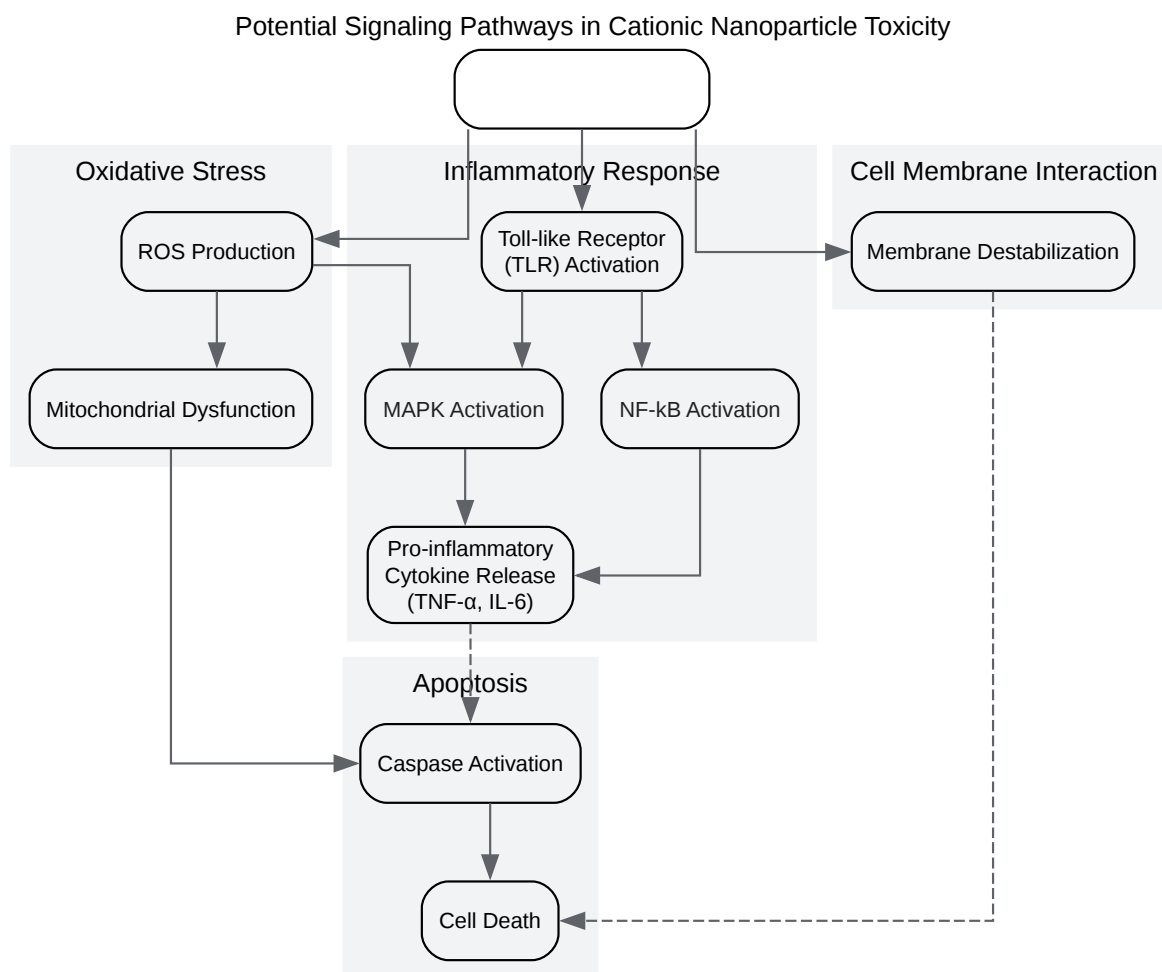 Potential Signaling Pathways in Cationic Nanoparticle Toxicity
Oxidative Stress
Inflammatory Response
Cell Membrane Interaction
ROS Production
Toll-like Receptor
(TLR) Activation
Membrane Destabilization
Mitochondrial Dysfunction
MAPK Activation
NF-kB Activation
Pro-inflammatory
Cytokine Release
(TNF-α, IL-6)
Apoptosis
Caspase Activation
Cell Death